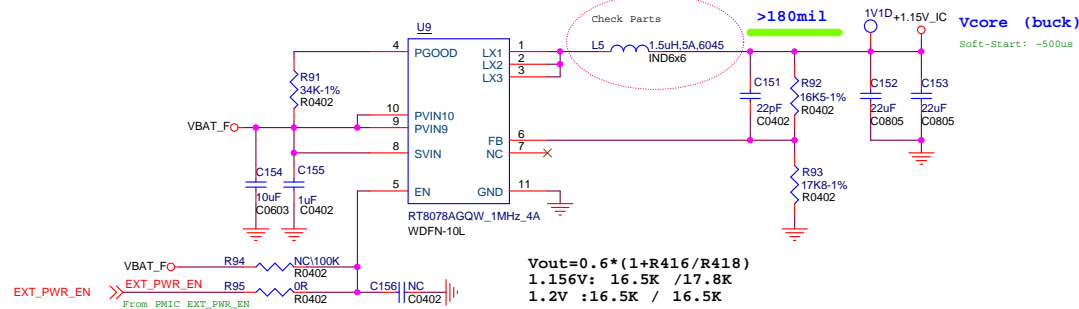 Check Parts
>180mil
1V1D
+1.15V_IC
Vcore (buck)
Soft-Start: ~500us
U9
4
PGOOD
LX1
1
LX2
2
LX3
3
L5
1.5uH,5A,6045
IND6x6
R91
34K-1%
R0402
C151
22pF
C0402
R92
16K5-1%
R0402
C152
22uF
C0805
C153
22uF
C0805
10
PVIN10
9
PVIN9
VBAT_F
8
SVIN
FB
6
NC
7
C154
10uF
C0603
C155
1uF
C0402
R93
17K8-1%
R0402
5
EN
GND
11
RT8078AGQW_1MHz_4A
WDFN-10L
VBAT_F
R94
NC\100K
R0402
EXT_PWR_EN
EXT_PWR_EN
R95
0R
R0402
From PMIC EXT_PWR_EN
C156
NC
C0402
Vout=0.6*(1+R416/R418)
1.156V: 16.5K /17.8K
1.2V :16.5K / 16.5K